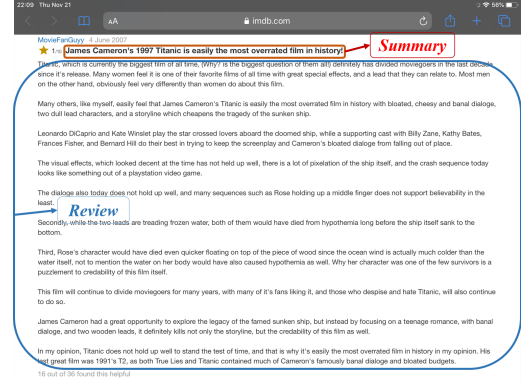 22:09 Thu Nov 21
56%
AA
imdb.com
MovieFanGuyy 4 June 2007
1/10 James Cameron's 1997 Titanic is easily the most overrated film in history!
Summary
Titanic, which is currently the biggest film of all time, (Why? is the biggest question of them all!) definitely has divided moviegoers in the last decade
since it's release. Many women feel it is one of their favorite films of all time with great special effects, and a lead that they can relate to. Most men
on the other hand, obviously feel very differently than women do about this film.
Many others, like myself, easily feel that James Cameron's Titanic is easily the most overrated film in history with bloated, cheesy and banal dialoge,
two dull lead characters, and a storyline which cheapens the tragedy of the sunken ship.
Leonardo DiCaprio and Kate Winslet play the star crossed lovers aboard the doomed ship, while a supporting cast with Billy Zane, Kathy Bates,
Frances Fisher, and Bernard Hill do their best in trying to keep the screenplay and Cameron's bloated dialoge from falling out of place.
The visual effects, which looked decent at the time has not held up well, there is a lot of pixelation of the ship itself, and the crash sequence today
looks like something out of a playstation video game.
The dialoge also today does not hold up well, and many sequences such as Rose holding up a middle finger does not support believability in the
least.
Review
Secondly, while the two leads are treading frozen water, both of them would have died from hypothemia long before the ship itself sank to the
bottom.
Third, Rose's character would have died even quicker floating on top of the piece of wood since the ocean wind is actually much colder than the
water itself, not to mention the water on her body would have also caused hypothemia as well. Why her character was one of the few survivors is a
puzzlement to credability of this film itself.
This film will continue to divide moviegoers for many years, with many of it's fans liking it, and those who despise and hate Titanic, will also continue
to do so.
James Cameron had a great opportunity to explore the legacy of the famed sunken ship, but instead by focusing on a teenage romance, with banal
dialoge, and two wooden leads, it definitely kills not only the storyline, but the credability of this film as well.
In my opinion, Titanic does not hold up well to stand the test of time, and that is why it's easily the most overrated film in history in my opinion. His
last great film was 1991's T2, as both True Lies and Titanic contained much of Cameron's famously banal dialoge and bloated budgets.
16 out of 36 found this helpful